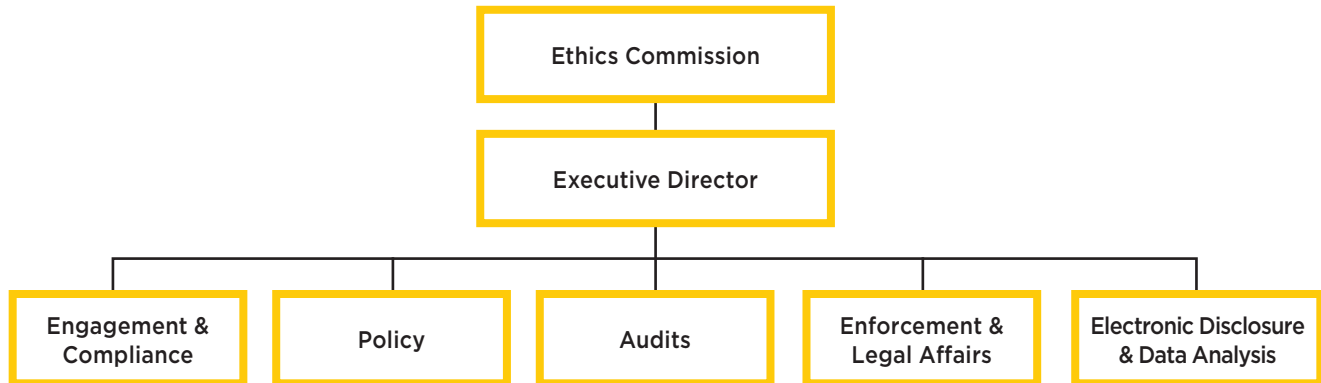 Ethics Commission
Executive Director
Engagement &
Compliance
Policy
Audits
Enforcement &
Legal Affairs
Electronic Disclosure
& Data Analysis